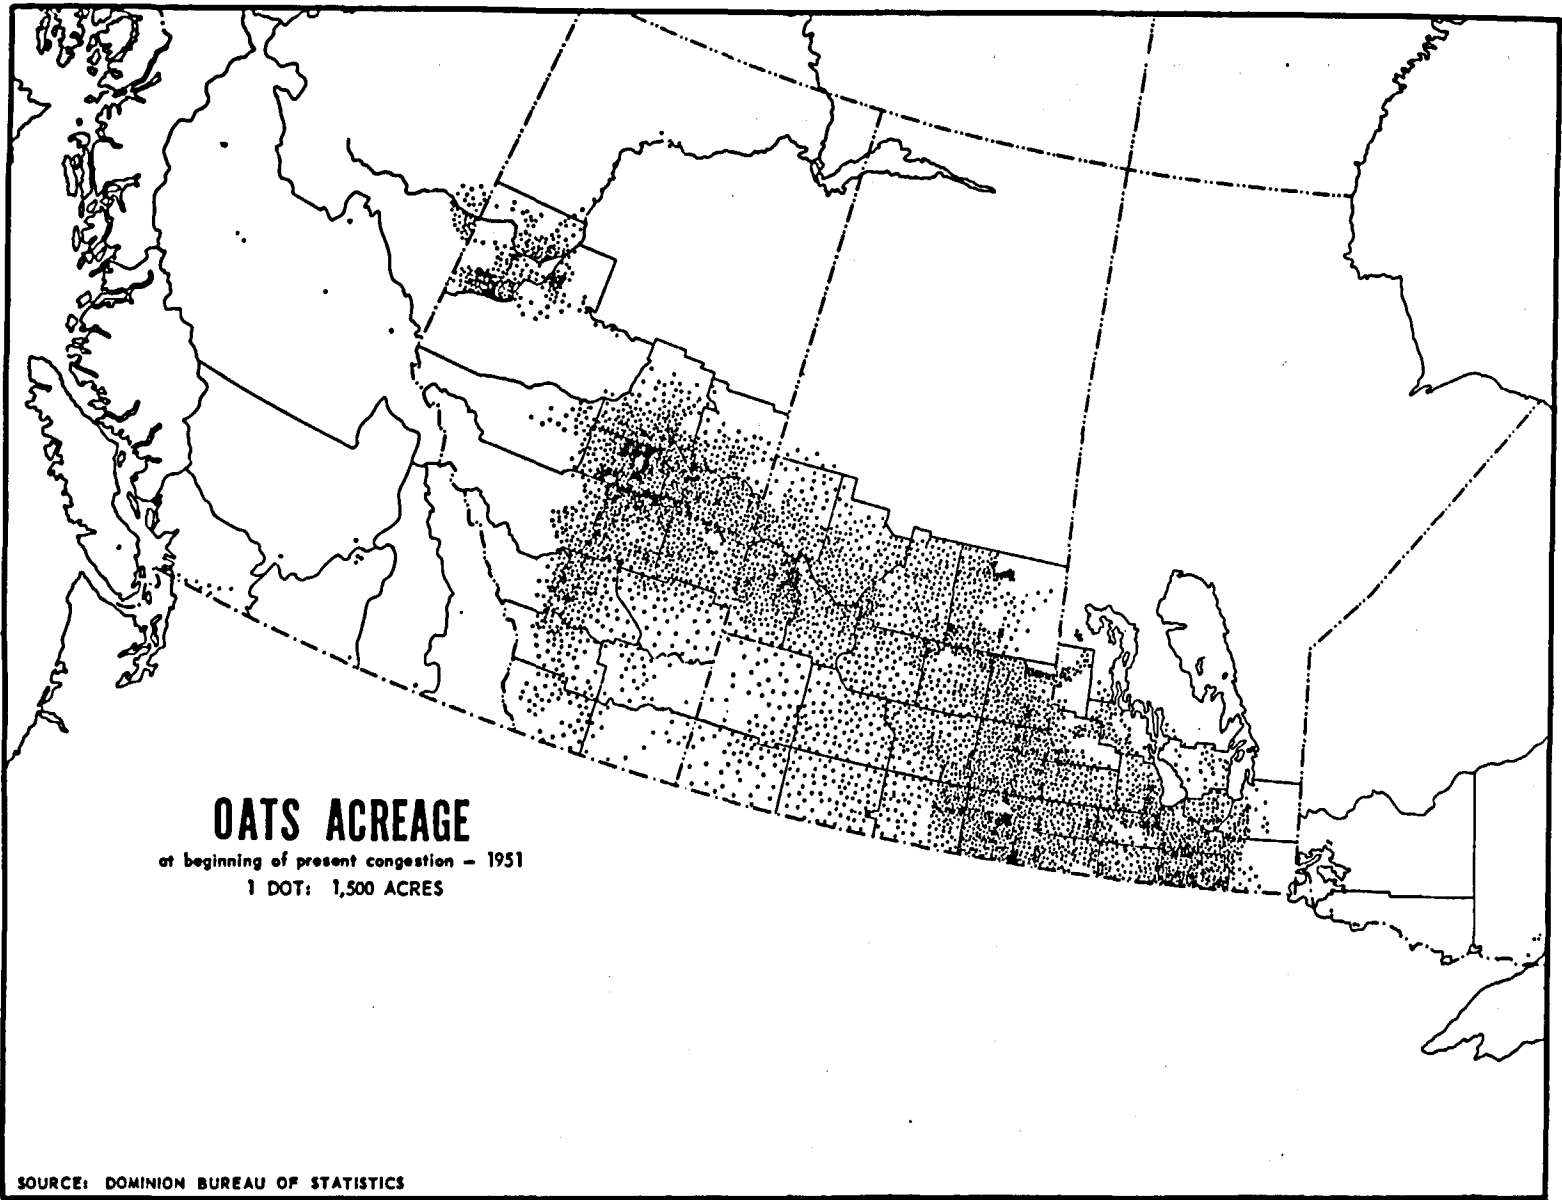 OATS ACREAGE
at beginning of present congestion – 1951
1 DOT: 1,500 ACRES
SOURCE: DOMINION BUREAU OF STATISTICS